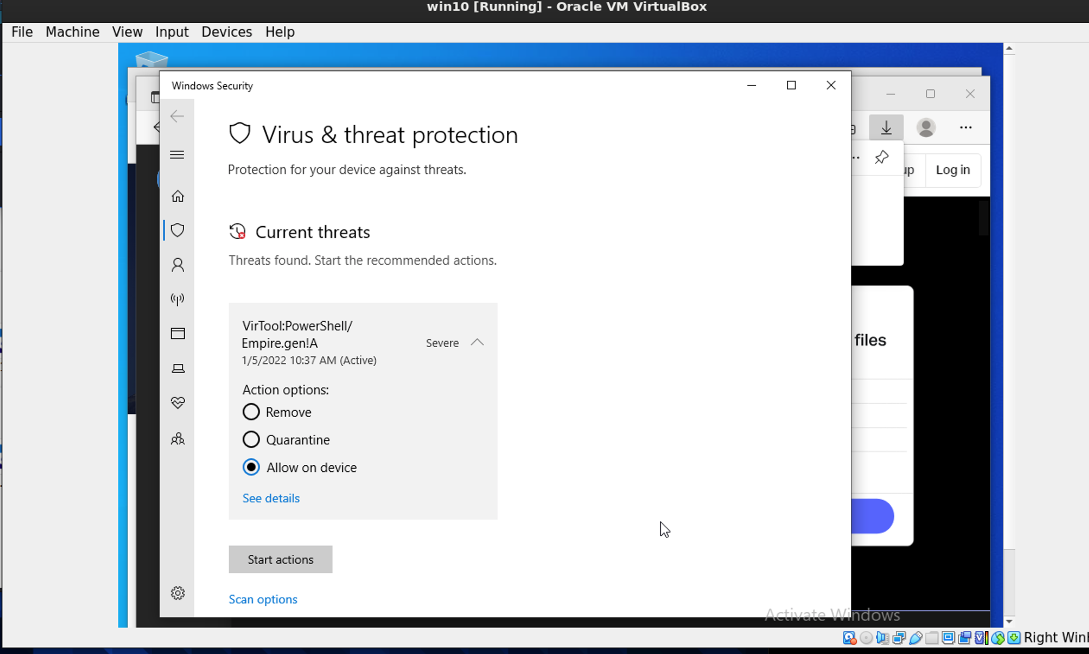 win10 [Running] - Oracle VM VirtualBox
File Machine View Input Devices Help
Windows Security
Virus & threat protection
Protection for your device against threats.
Current threats
Threats found. Start the recommended actions.
VirTool:PowerShell/
Empire.gen!A
Severe
1/5/2022 10:37 AM (Active)
Action options:
Remove
Quarantine
Allow on device
See details
Start actions
Scan options
up
Log in
files
Activate Windows
Right